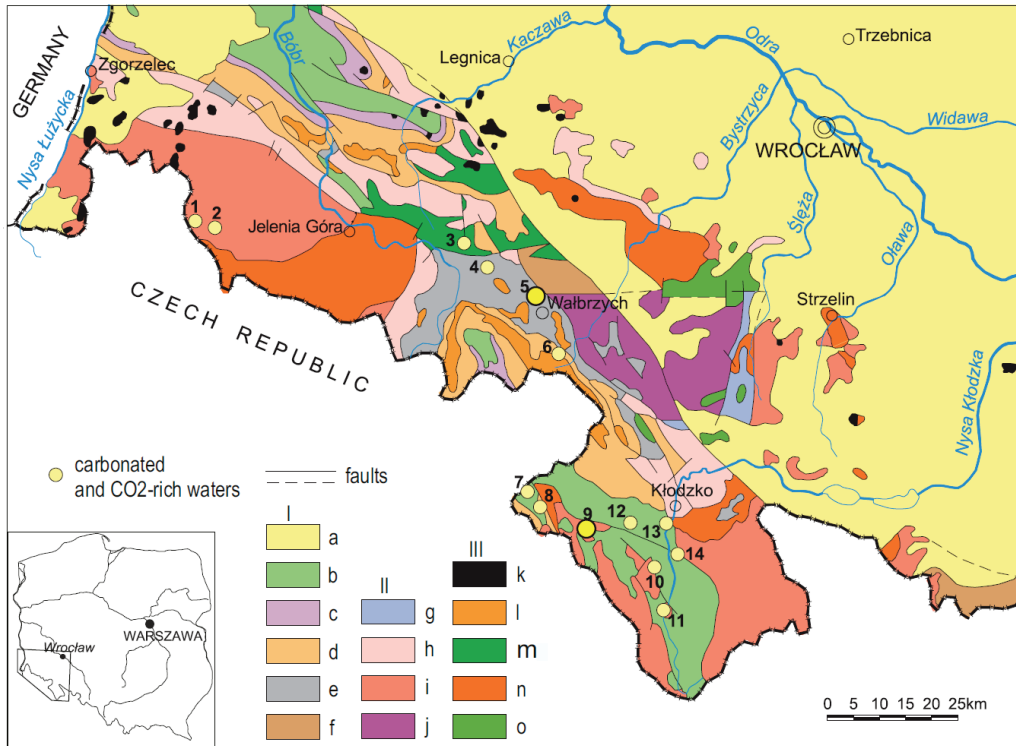 GERMANY
Nysa Łużycka
Zgorzelec
Bóbr
Legnica
Kaczawa
Odra
Trzebnica
Bystrzyca
Widawa
WROCŁAW
Ślęża
Oława
1
2
Jelenia Góra
3
4
5
Wałbrzych
6
Strzelin
CZECH REPUBLIC
Nysa Kłodzka
carbonated
and CO2-rich waters
faults
Kłodzko
7
8
9
12
13
14
10
11
I
a
b
c
d
e
f
II
g
h
i
j
III
k
l
m
n
o
Wrocław
WARSZAWA
0 5 10 15 20 25km